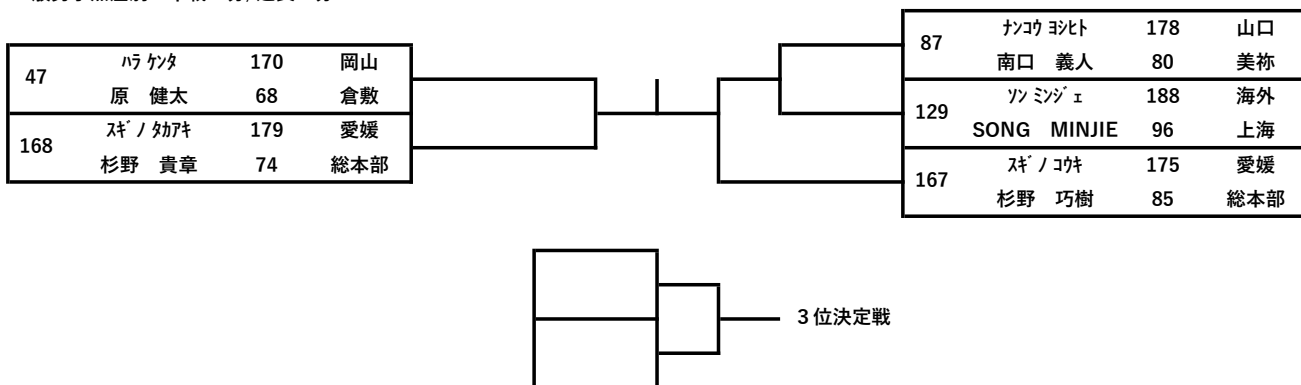 47
ﾊﾗ ｹﾝﾀ 170 岡山
原　健太 68 倉敷
168
ｽｷﾞﾉ ﾀｶｱｷ 179 愛媛
杉野　貴章 74 総本部
87
ﾅﾝｺｳ ﾖｼﾋﾄ 178 山口
南口　義人 80 美祢
129
ｿﾝ ﾐﾝｼﾞｪ 188 海外
SONG　MINJIE 96 上海
167
ｽｷﾞﾉ ｺｳｷ 175 愛媛
杉野　巧樹 85 総本部
３位決定戦